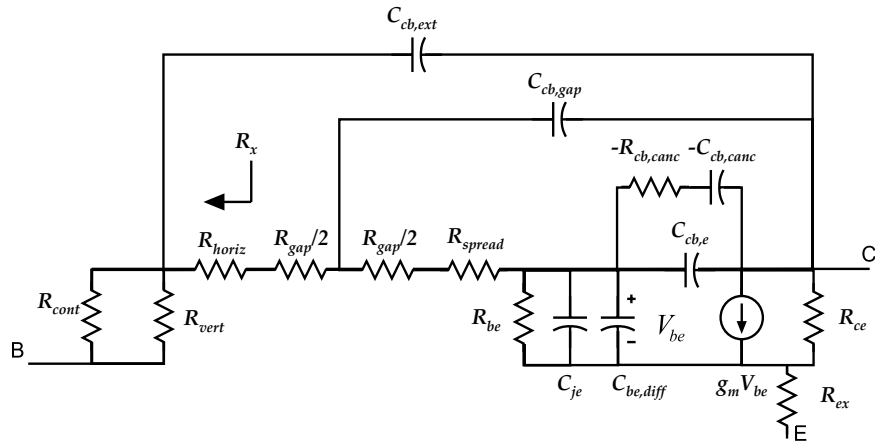 C_cb,ext
C_cb,gap
R_x
-R_cb,canc -C_cb,canc
R_horiz R_gap/2 R_gap/2 R_spread C_cb,e C
R_cont R_vert R_be + V_be - R_ce
B
C_je C_be,diff g_mV_be R_ex
E